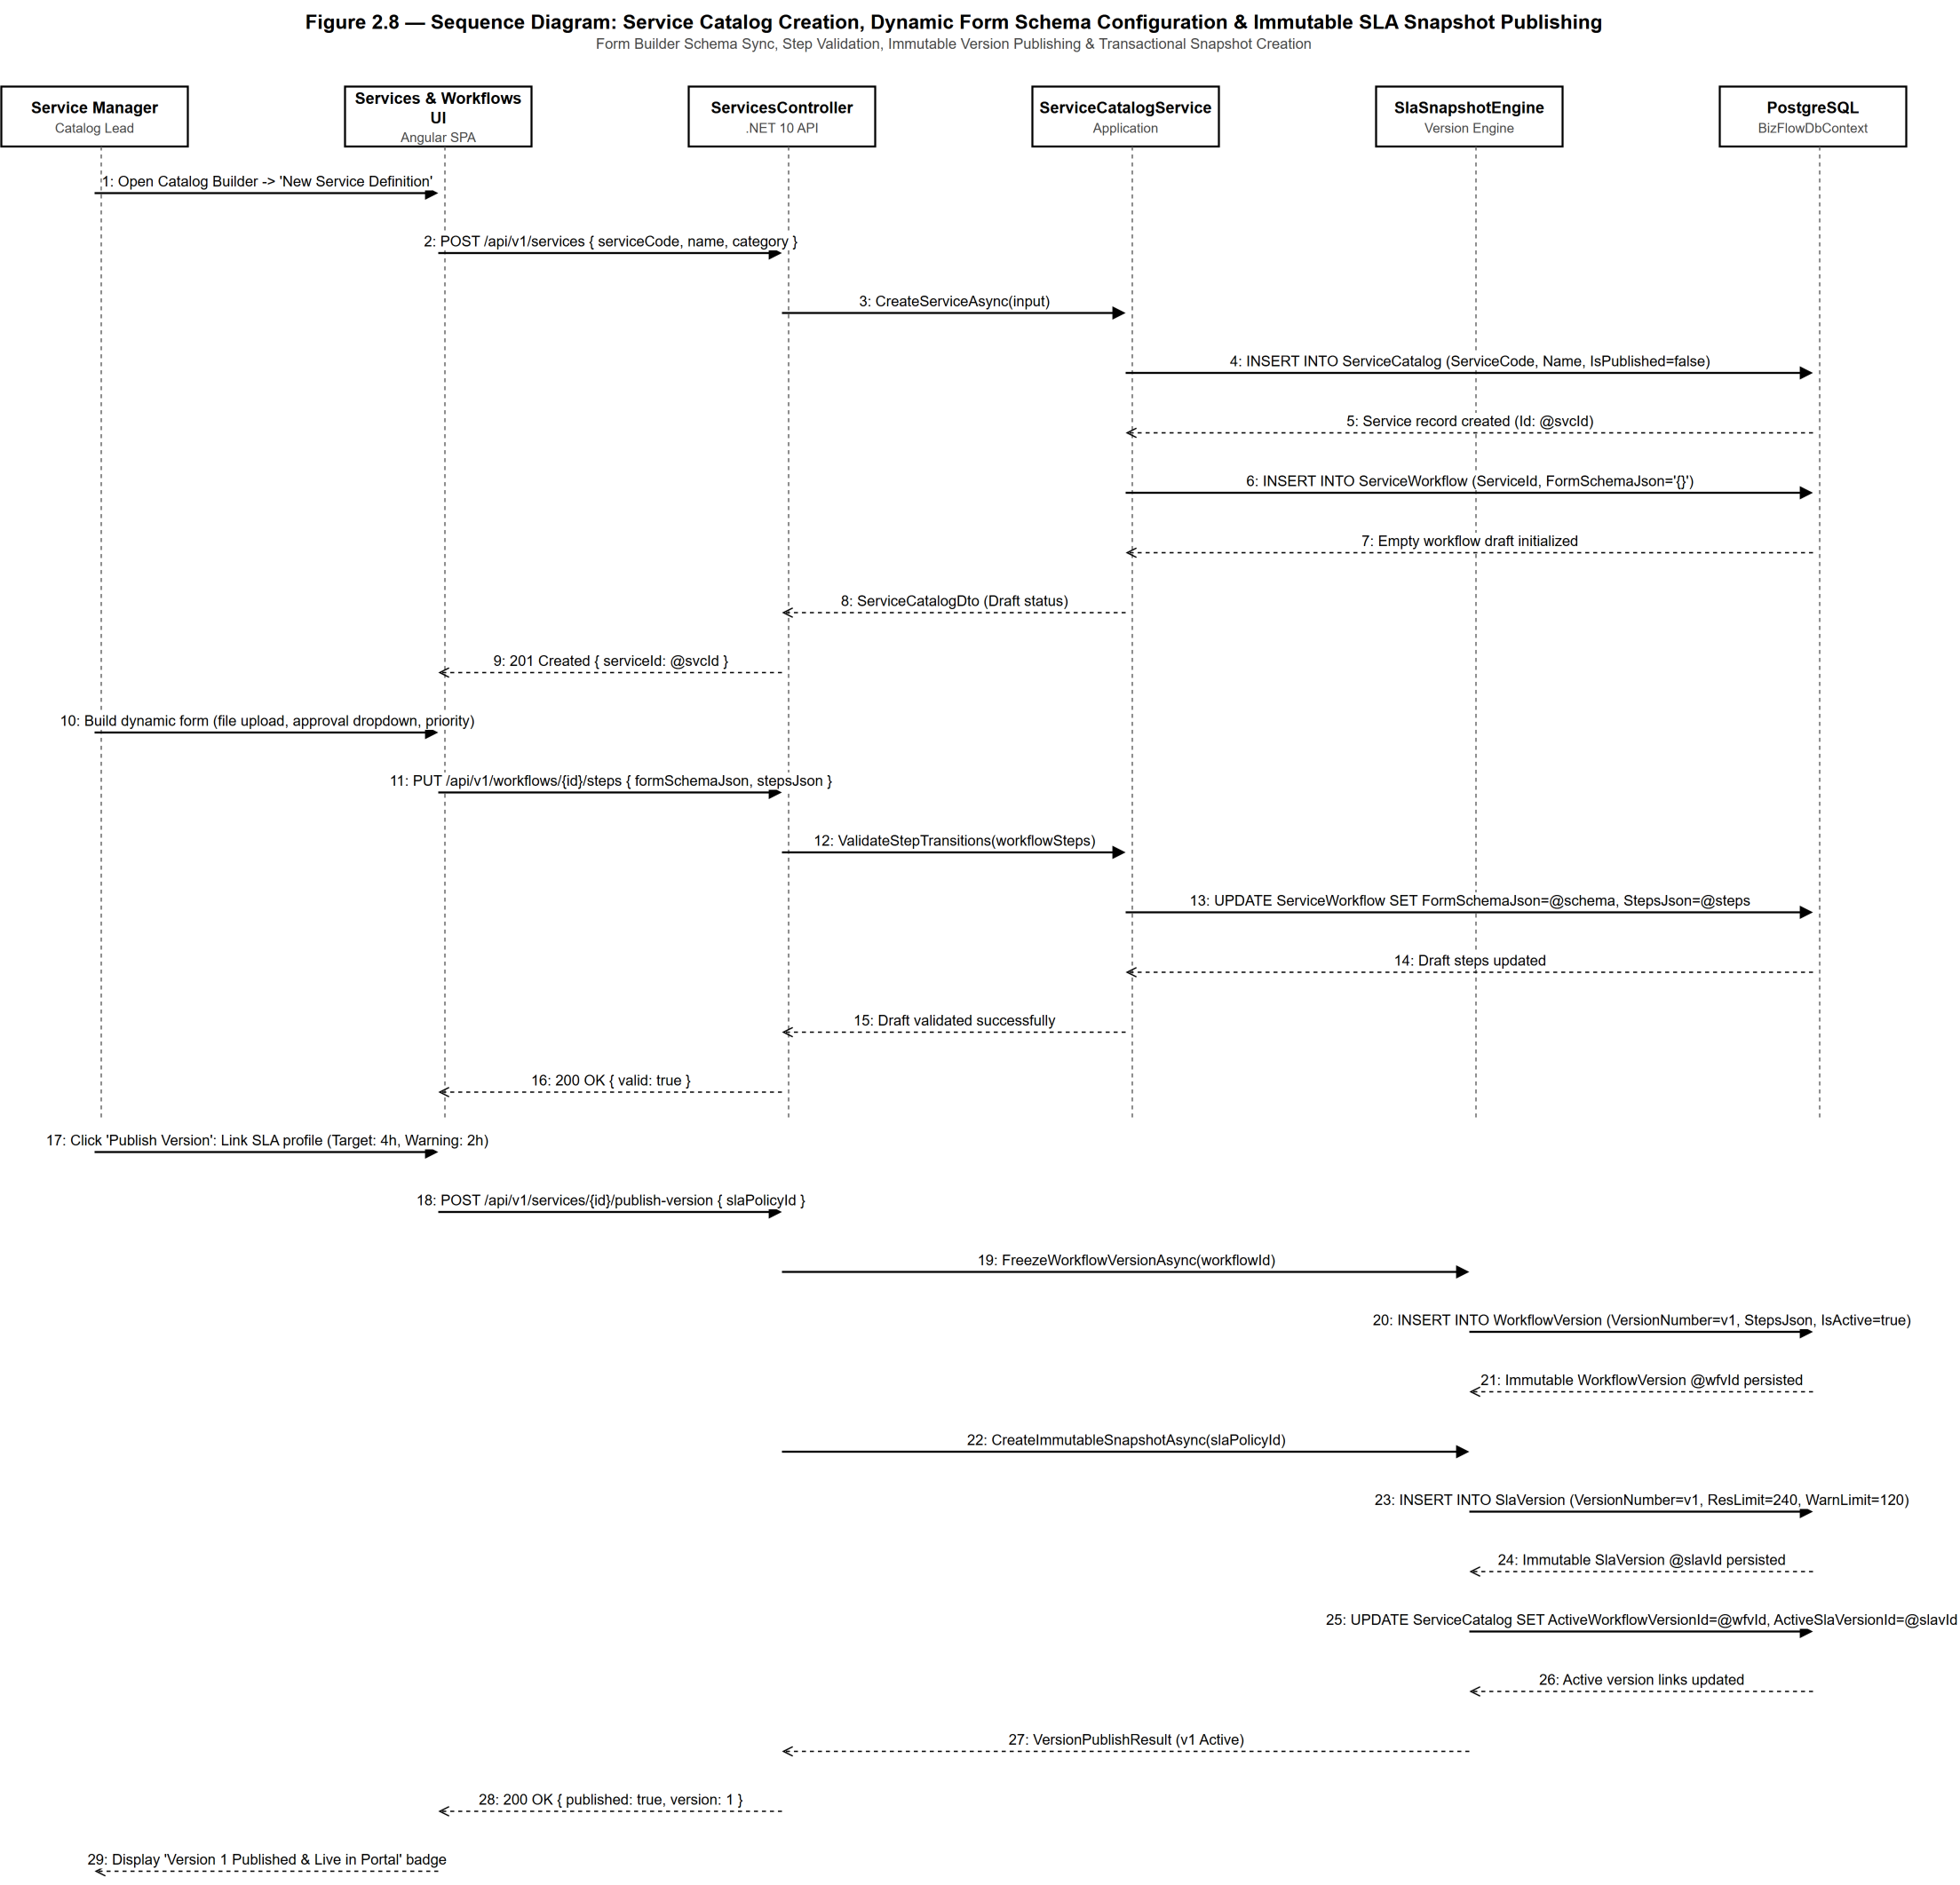 Figure 2.8 — Sequence Diagram: Service Catalog Creation, Dynamic Form Schema Configuration & Immutable SLA Snapshot Publishing
Form Builder Schema Sync, Step Validation, Immutable Version Publishing & Transactional Snapshot Creation
Service Manager
Catalog Lead
Services & Workflows
UI
Angular SPA
ServicesController
.NET 10 API
ServiceCatalogService
Application
SlaSnapshotEngine
Version Engine
PostgreSQL
BizFlowDbContext
1: Open Catalog Builder -> 'New Service Definition'
2: POST /api/v1/services { serviceCode, name, category }
3: CreateServiceAsync(input)
4: INSERT INTO ServiceCatalog (ServiceCode, Name, IsPublished=false)
5: Service record created (Id: @svcId)
6: INSERT INTO ServiceWorkflow (ServiceId, FormSchemaJson='{}')
7: Empty workflow draft initialized
8: ServiceCatalogDto (Draft status)
9: 201 Created { serviceId: @svcId }
10: Build dynamic form (file upload, approval dropdown, priority)
11: PUT /api/v1/workflows/{id}/steps { formSchemaJson, stepsJson }
12: ValidateStepTransitions(workflowSteps)
13: UPDATE ServiceWorkflow SET FormSchemaJson=@schema, StepsJson=@steps
14: Draft steps updated
15: Draft validated successfully
16: 200 OK { valid: true }
17: Click 'Publish Version': Link SLA profile (Target: 4h, Warning: 2h)
18: POST /api/v1/services/{id}/publish-version { slaPolicyId }
19: FreezeWorkflowVersionAsync(workflowId)
20: INSERT INTO WorkflowVersion (VersionNumber=v1, StepsJson, IsActive=true)
21: Immutable WorkflowVersion @wfvId persisted
22: CreateImmutableSnapshotAsync(slaPolicyId)
23: INSERT INTO SlaVersion (VersionNumber=v1, ResLimit=240, WarnLimit=120)
24: Immutable SlaVersion @slavId persisted
25: UPDATE ServiceCatalog SET ActiveWorkflowVersionId=@wfvId, ActiveSlaVersionId=@slavId
26: Active version links updated
27: VersionPublishResult (v1 Active)
28: 200 OK { published: true, version: 1 }
29: Display 'Version 1 Published & Live in Portal' badge